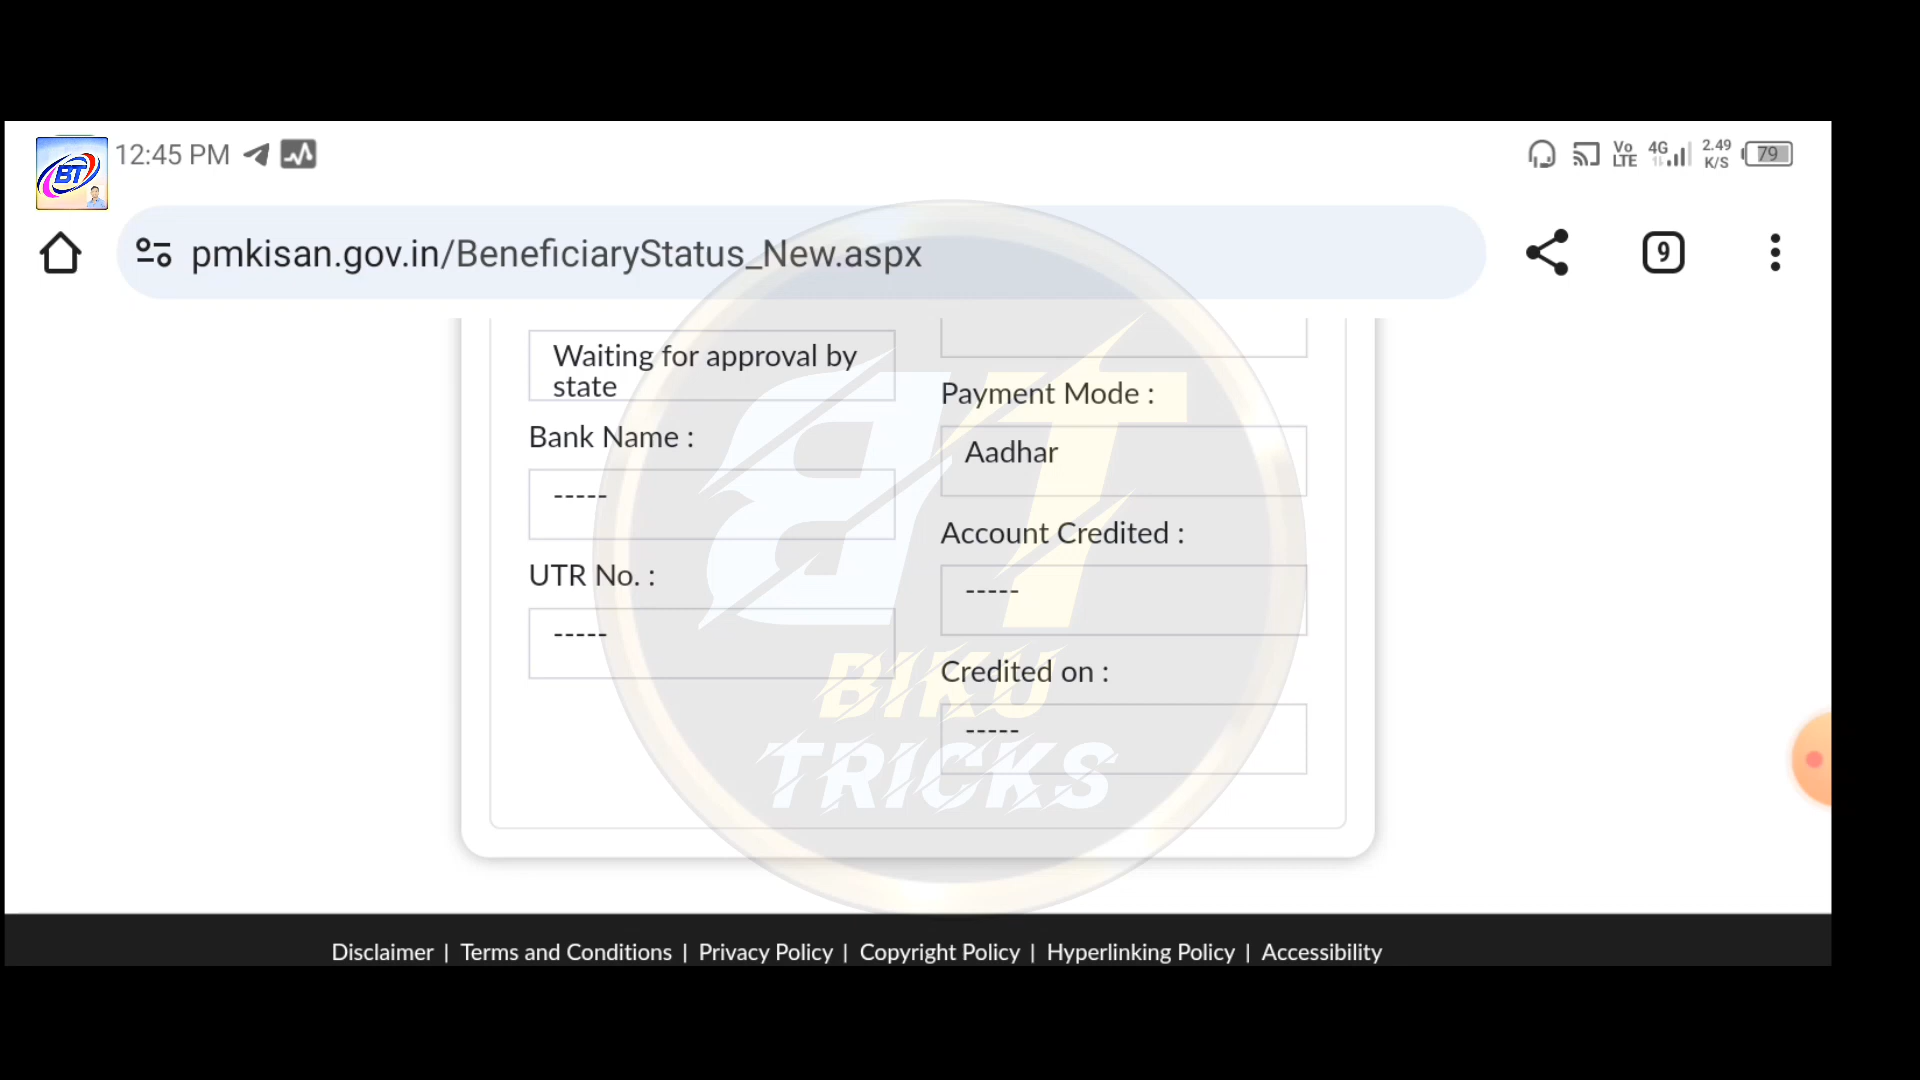 BT
12:45 PM
Vo LTE 4G 2.49 K/S 79
pmkisan.gov.in/BeneficiaryStatus_New.aspx
9
Waiting for approval by
state
Bank Name :
-----
UTR No. :
-----
Payment Mode :
Aadhar
Account Credited :
-----
Credited on :
-----
BT
BIKU
TRICKS
Disclaimer | Terms and Conditions | Privacy Policy | Copyright Policy | Hyperlinking Policy | Accessibility